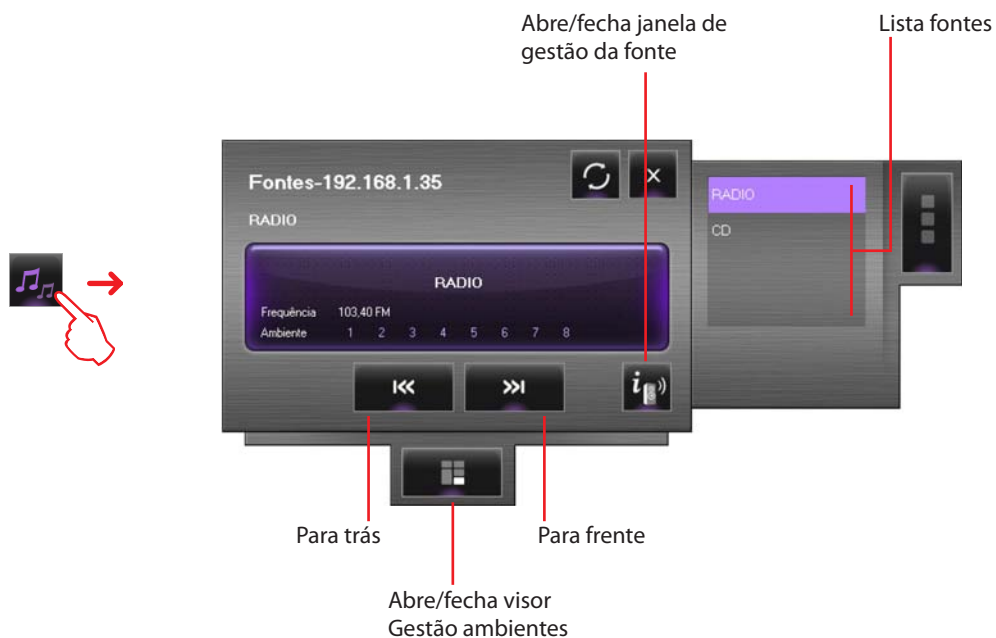 Abre/fecha janela de
gestão da fonte
Lista fontes
Fontes-192.168.1.35
RADIO
RADIO
Frequência 103,40 FM
Ambiente 1 2 3 4 5 6 7 8
RADIO
CD
i
Para trás
Para frente
Abre/fecha visor
Gestão ambientes